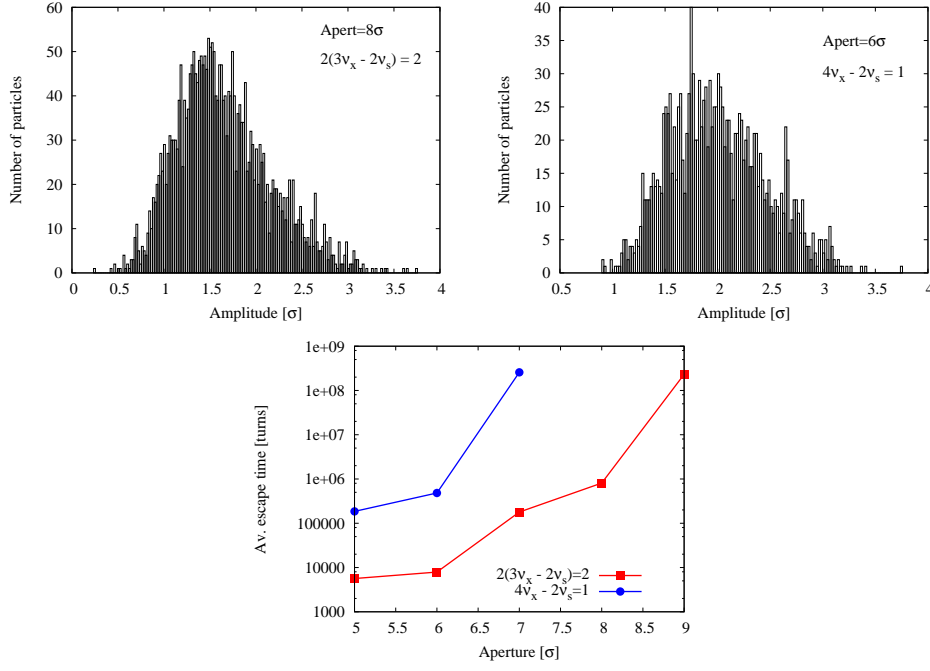 Apert=8σ
2(3ν_x - 2ν_s) = 2
Number of particles
60
50
40
30
20
10
0
0 0.5 1 1.5 2 2.5 3 3.5 4
Amplitude [σ]
Apert=6σ
4ν_x - 2ν_s = 1
Number of particles
40
35
30
25
20
15
10
5
0
0.5 1 1.5 2 2.5 3 3.5 4
Amplitude [σ]
Av. escape time [turns]
1e+09
1e+08
1e+07
1e+06
100000
10000
1000
2(3ν_x - 2ν_s)=2
4ν_x - 2ν_s=1
5 5.5 6 6.5 7 7.5 8 8.5 9
Aperture [σ]